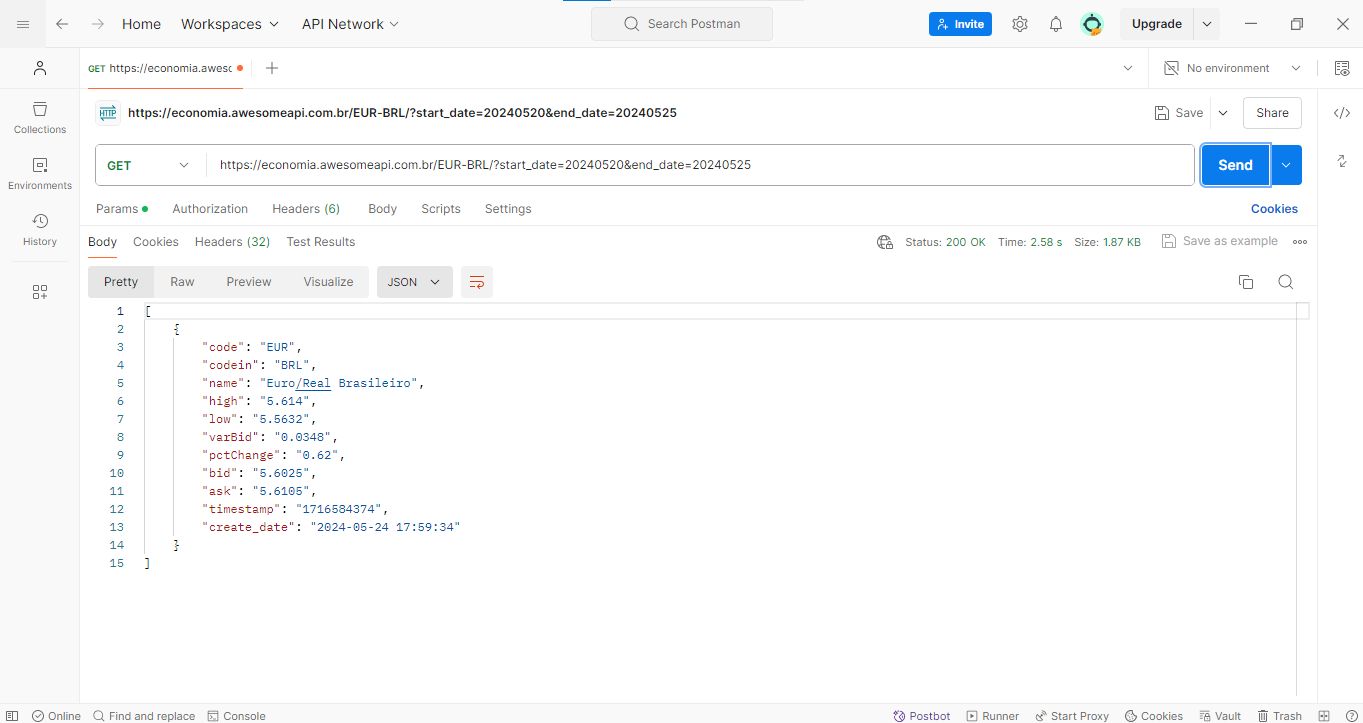 Home Workspaces API Network Search Postman Invite Upgrade
GET https://economia.awesc No environment
https://economia.awesomeapi.com.br/EUR-BRL/?start_date=20240520&end_date=20240525 Save Share
HTTP
Collections
GET https://economia.awesomeapi.com.br/EUR-BRL/?start_date=20240520&end_date=20240525 Send
Environments
Params Authorization Headers (6) Body Scripts Settings Cookies
History
Body Cookies Headers (32) Test Results Status: 200 OK Time: 2.58 s Size: 1.87 KB Save as example
Pretty Raw Preview Visualize JSON
1 [
2 {
3 "code": "EUR",
4 "codein": "BRL",
5 "name": "Euro/Real Brasileiro",
6 "high": "5.614",
7 "low": "5.5632",
8 "varBid": "0.0348",
9 "pctChange": "0.62",
10 "bid": "5.6025",
11 "ask": "5.6105",
12 "timestamp": "1716584374",
13 "create_date": "2024-05-24 17:59:34"
14 }
15 ]
Online Find and replace Console Postbot Runner Start Proxy Cookies Vault Trash